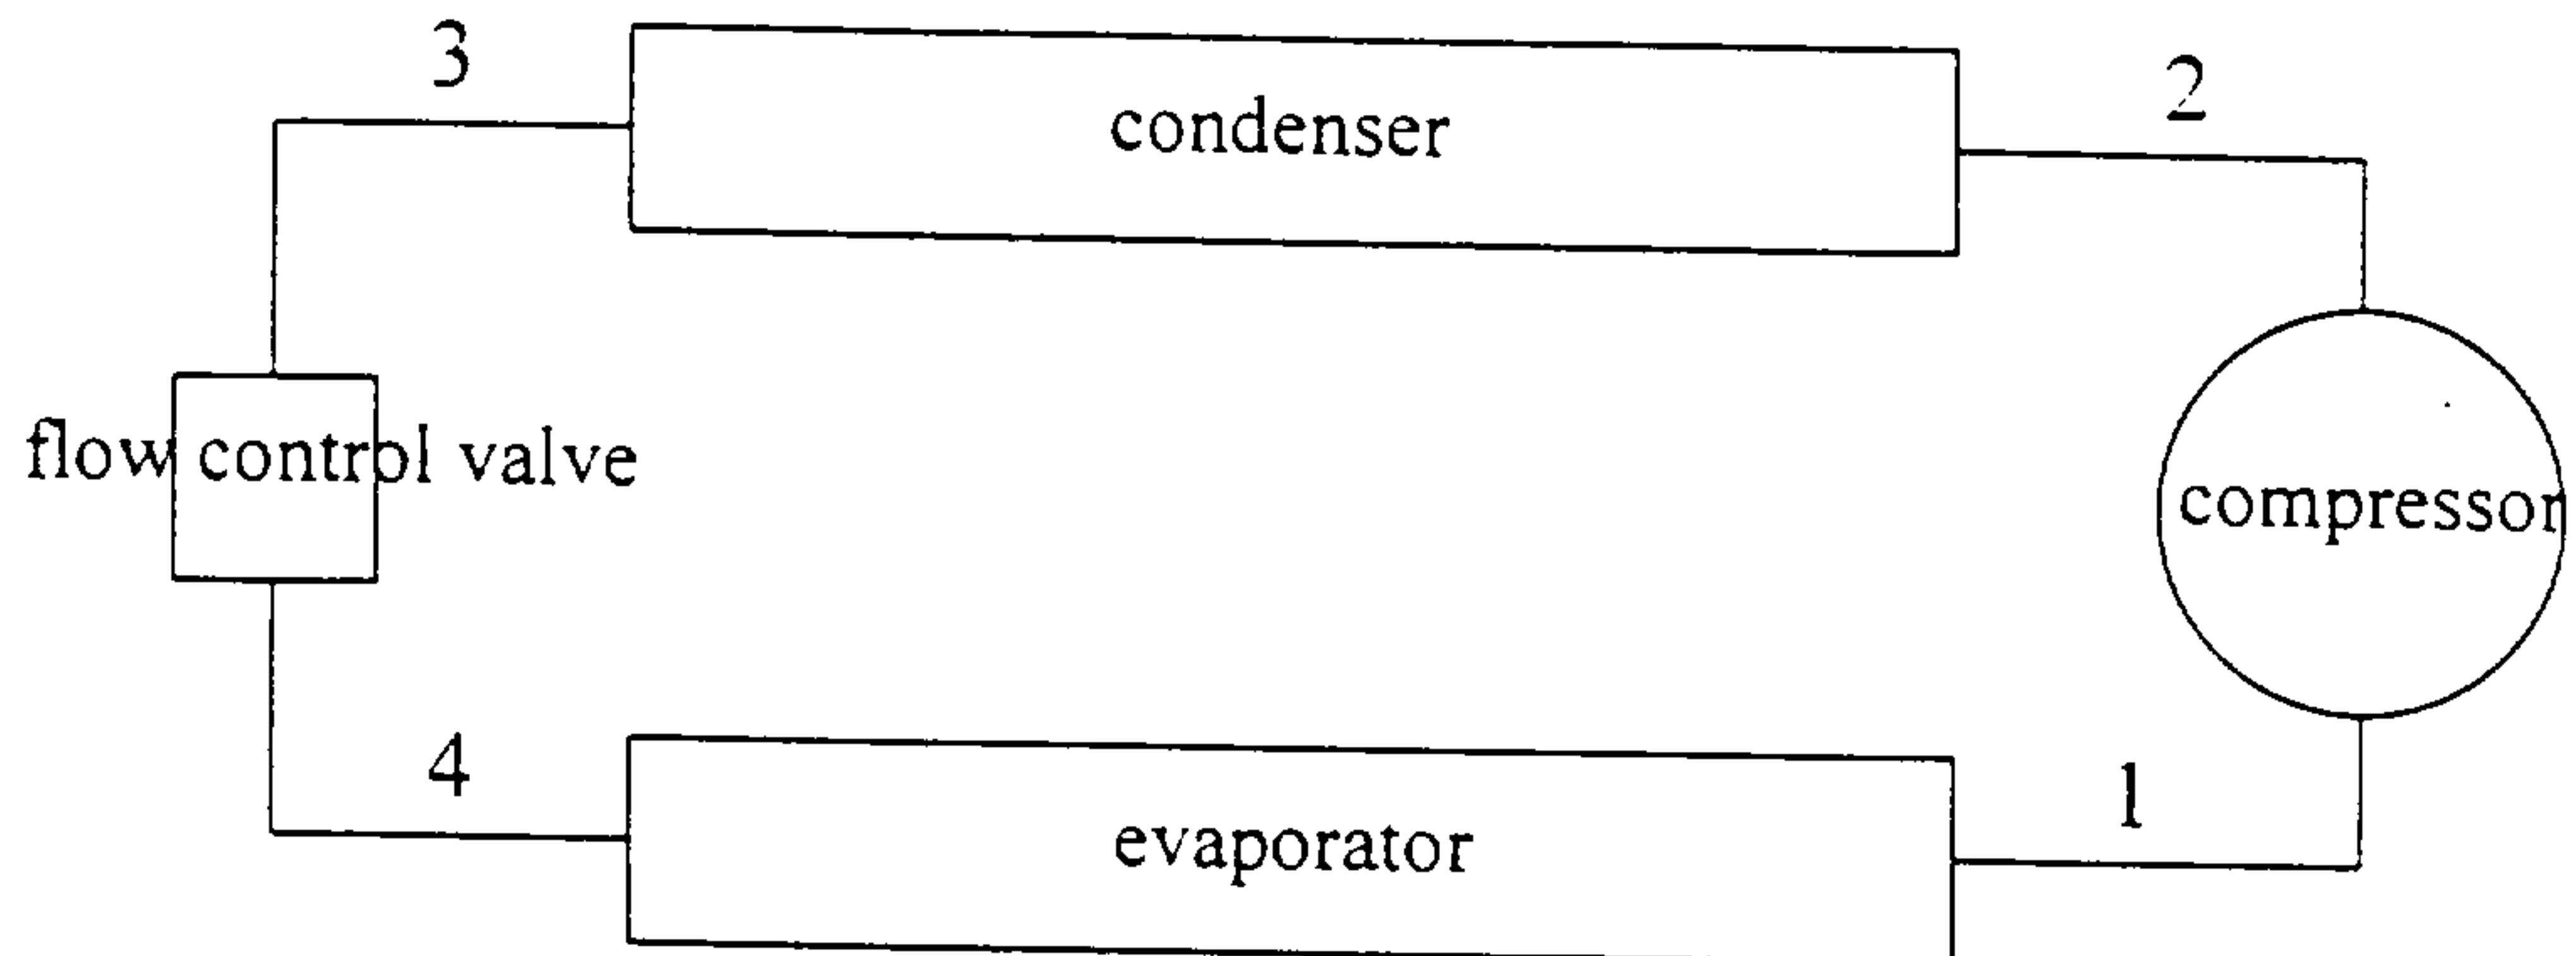 3
2
condenser
flow control valve
compressor
4
1
evaporator